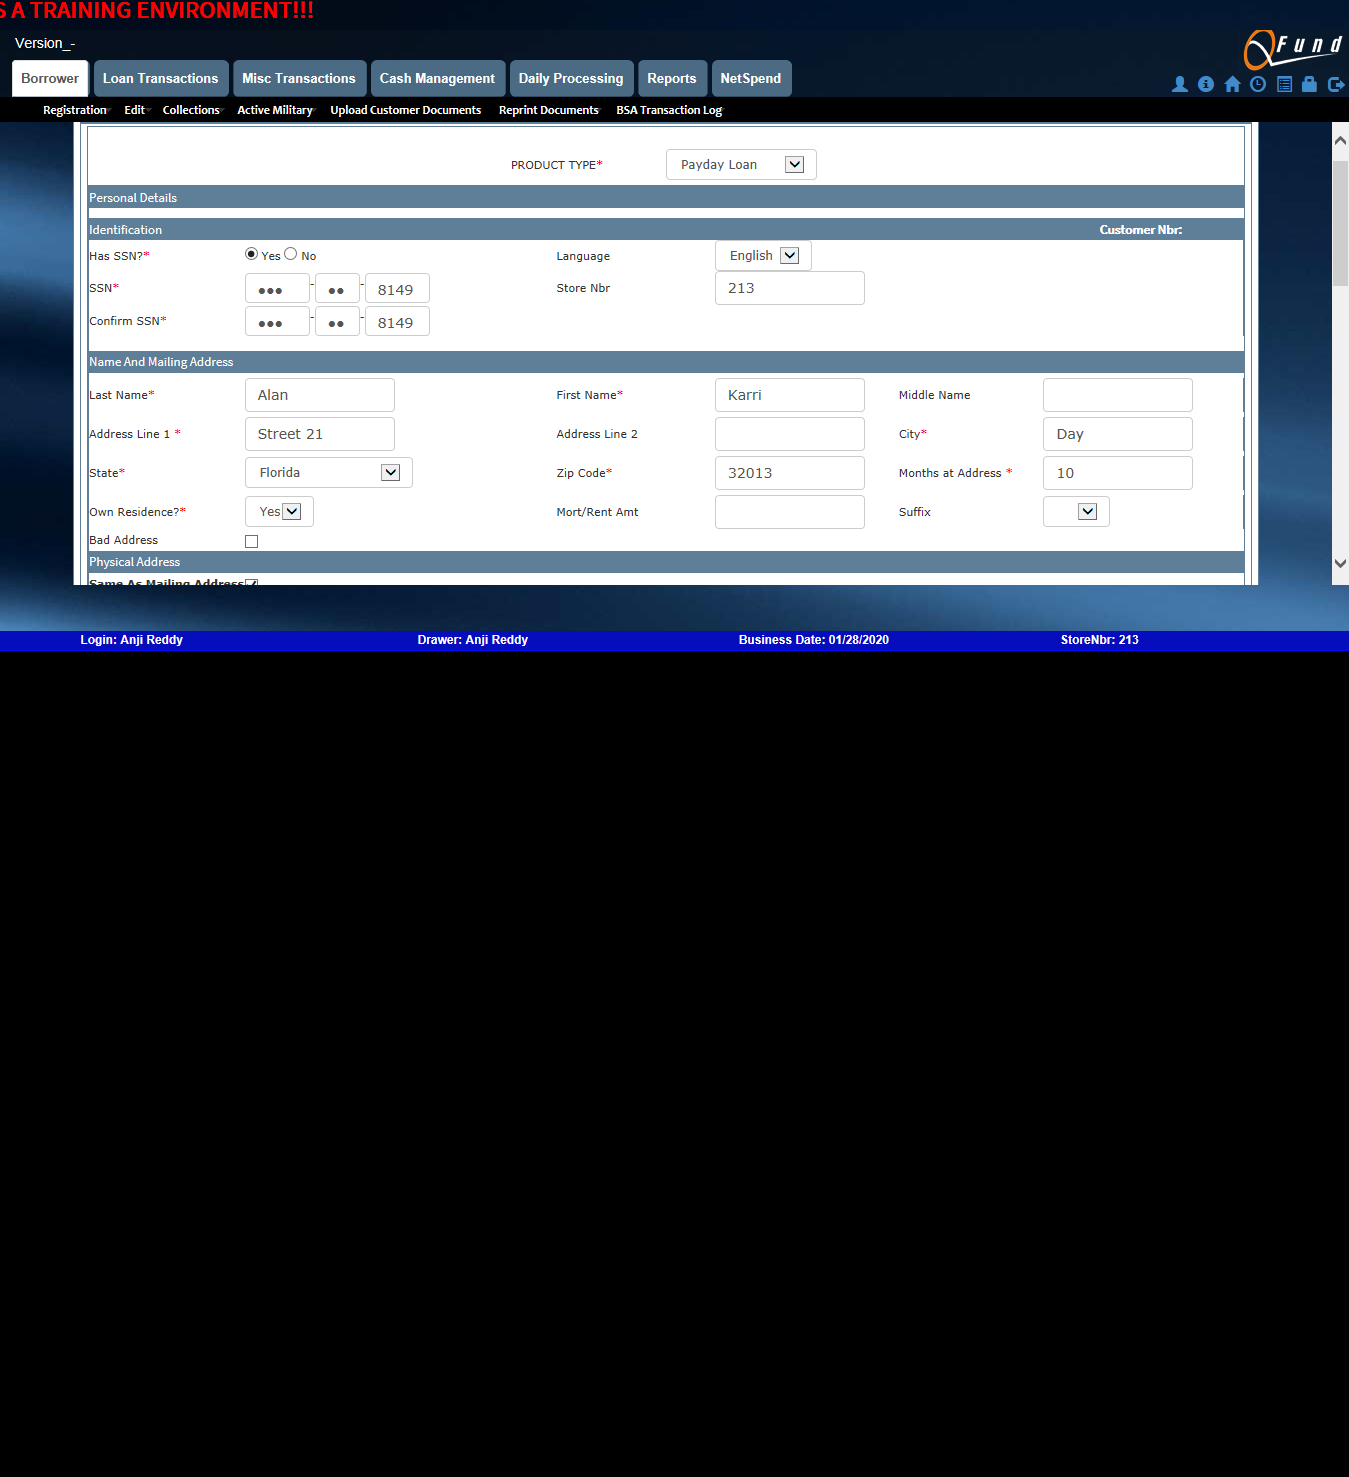 S A TRAINING ENVIRONMENT!!!
Version_-
QFund
Borrower Loan Transactions Misc Transactions Cash Management Daily Processing Reports NetSpend
Registration Edit Collections Active Military Upload Customer Documents Reprint Documents BSA Transaction Log
PRODUCT TYPE* Payday Loan
Personal Details
Identification Customer Nbr:
Has SSN?* Yes No Language English
SSN* ●●● - ●● - 8149 Store Nbr 213
Confirm SSN* ●●● - ●● - 8149
Name And Mailing Address
Last Name* Alan First Name* Karri Middle Name
Address Line 1 * Street 21 Address Line 2 City* Day
State* Florida Zip Code* 32013 Months at Address * 10
Own Residence?* Yes Mort/Rent Amt Suffix
Bad Address
Physical Address
Same As Mailing Address
Login: Anji Reddy Drawer: Anji Reddy Business Date: 01/28/2020 StoreNbr: 213